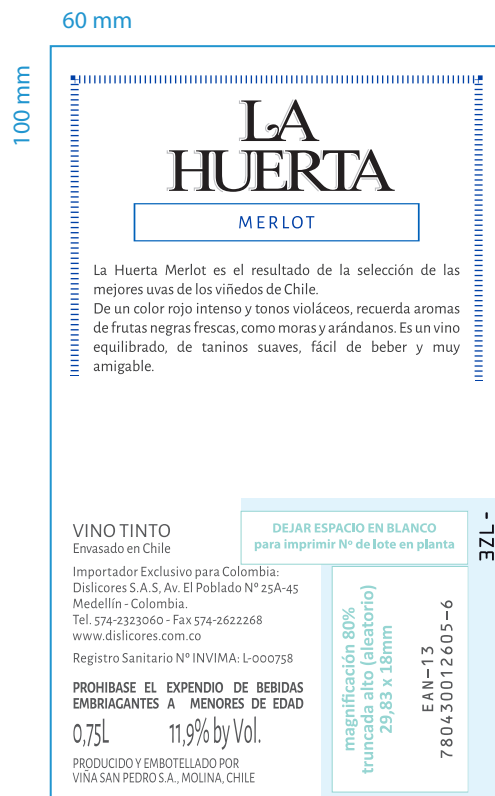 60 mm
100 mm
LA
HUERTA
MERLOT
La Huerta Merlot es el resultado de la selección de las
mejores uvas de los viñedos de Chile.
De un color rojo intenso y tonos violáceos, recuerda aromas
de frutas negras frescas, como moras y arándanos. Es un vino
equilibrado, de taninos suaves, fácil de beber y muy
amigable.
VINO TINTO
Envasado en Chile
Importador Exclusivo para Colombia:
Dislicores S.A.S, Av. El Poblado Nº 25A-45
Medellín - Colombia.
Tel. 574-2323060 - Fax 574-2622268
www.dislicores.com.co
Registro Sanitario Nº INVIMA: L-000758
PROHIBASE EL EXPENDIO DE BEBIDAS
EMBRIAGANTES A MENORES DE EDAD
0,75L 11,9% by Vol.
PRODUCIDO Y EMBOTELLADO POR
VIÑA SAN PEDRO S.A., MOLINA, CHILE
DEJAR ESPACIO EN BLANCO
para imprimir Nº de lote en planta
3ZL -
magnificación 80%
truncada alto (aleatorio)
29,83 x 18mm
EAN-13
780430012605-6